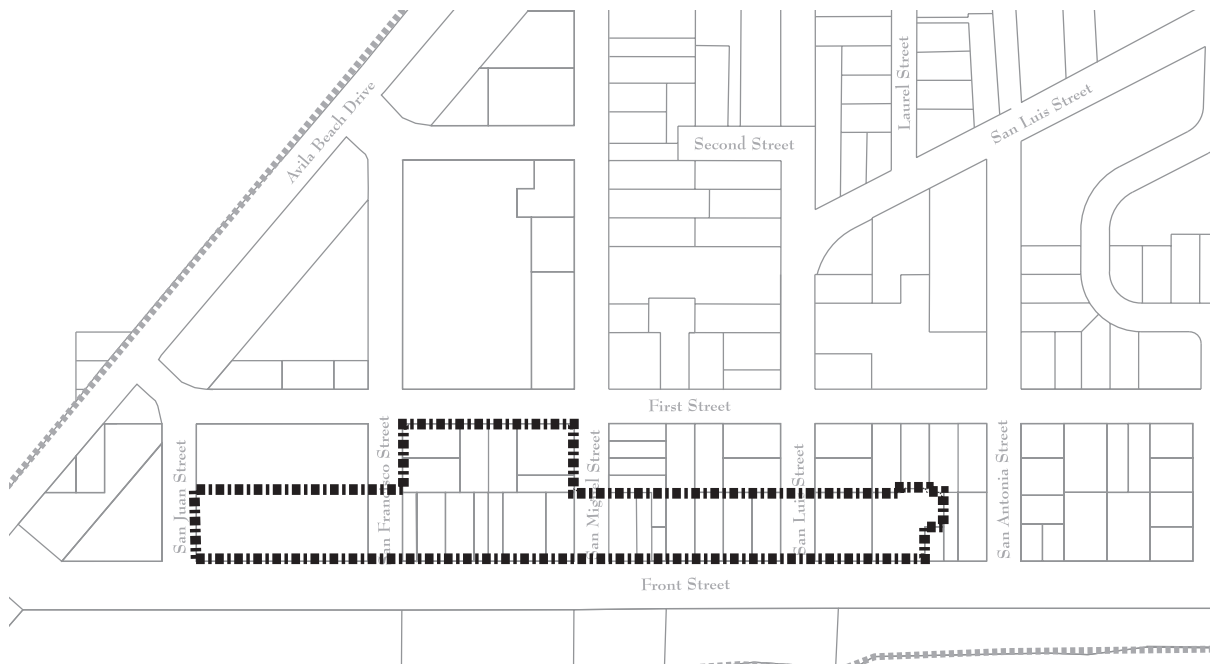 Avila Beach Drive
Laurel Street
San Luis Street
Second Street
First Street
San Juan Street
San Francisco Street
San Miguel Street
San Luis Street
San Antonia Street
Front Street